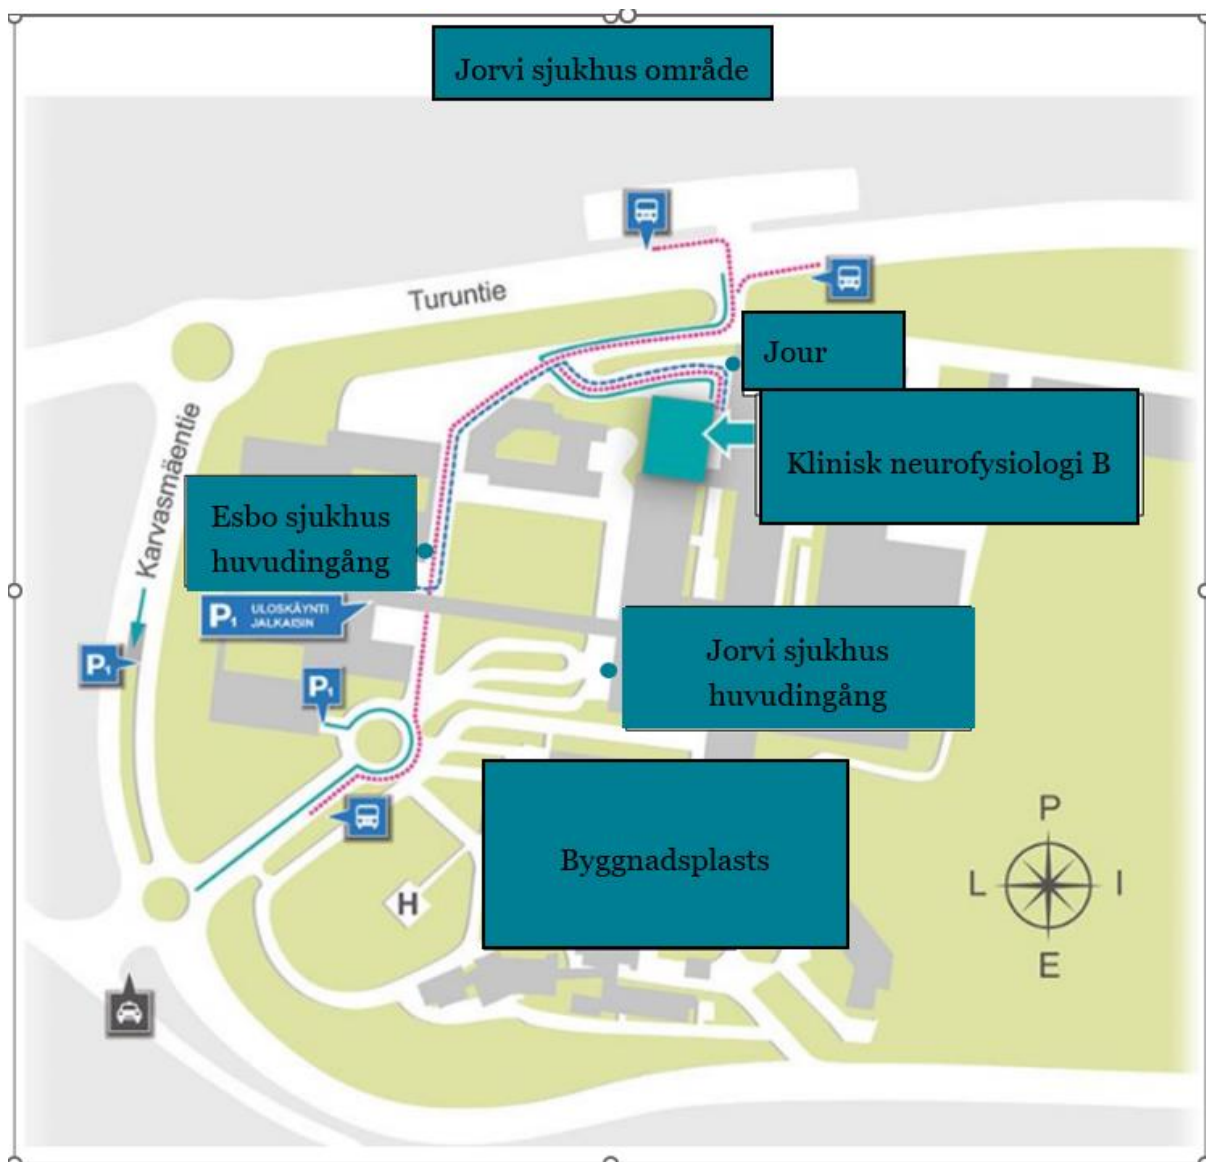 Jorvi sjukhus område
Turuntie
Jour
Karvasmäentie
Klinisk neurofysiologi B
Esbo sjukhus
huvudingång
P1 ULOSKÄYNTI
JALKAISIN
Jorvi sjukhus
huvudingång
P1
P1
Byggnadsplasts
P
L I
E
H